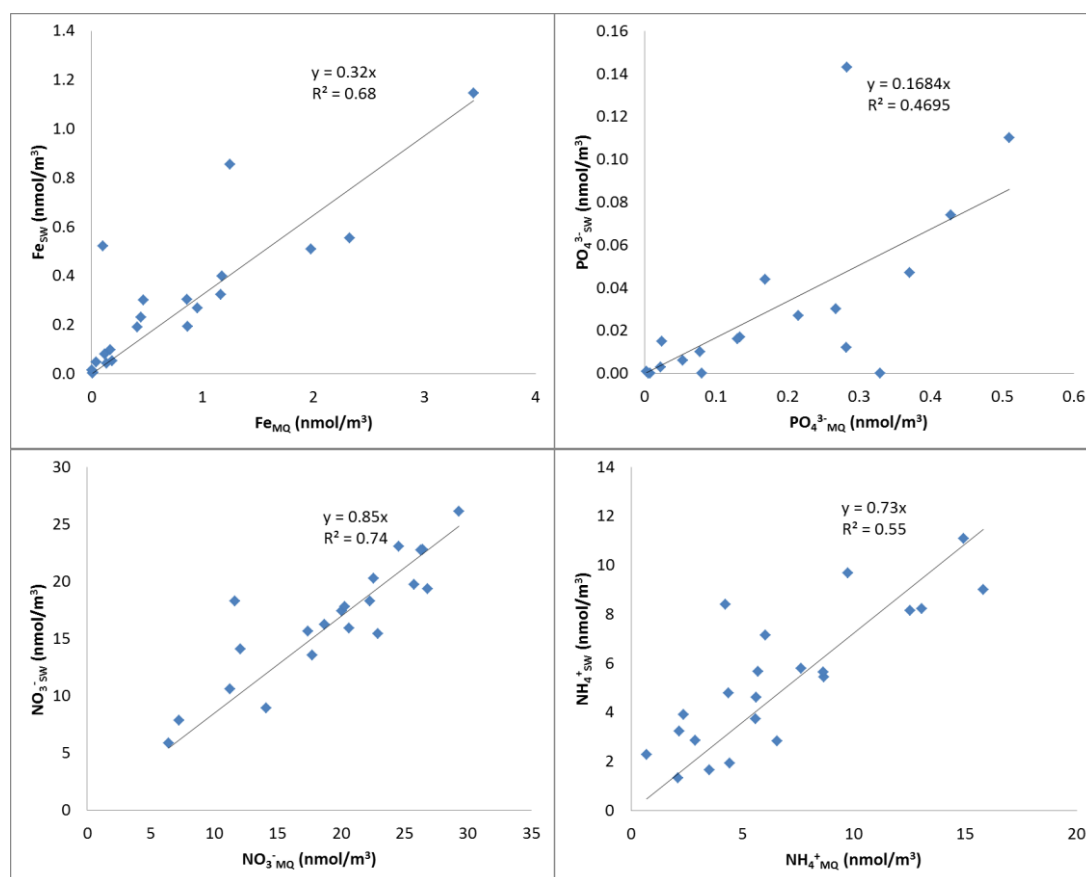 1.4
1.2
1.0
0.8
0.6
0.4
0.2
0.0
Fe_SW (nmol/m³)
y = 0.32x
R² = 0.68
0 1 2 3 4
Fe_MQ (nmol/m³)
0.16
0.14
0.12
0.10
0.08
0.06
0.04
0.02
0.00
PO₄³⁻_SW (nmol/m³)
y = 0.1684x
R² = 0.4695
0 0.1 0.2 0.3 0.4 0.5 0.6
PO₄³⁻_MQ (nmol/m³)
30
25
20
15
10
5
0
NO₃⁻_SW (nmol/m³)
y = 0.85x
R² = 0.74
0 5 10 15 20 25 30 35
NO₃⁻_MQ (nmol/m³)
14
12
10
8
6
4
2
0
NH₄⁺_SW (nmol/m³)
y = 0.73x
R² = 0.55
0 5 10 15 20
NH₄⁺_MQ (nmol/m³)